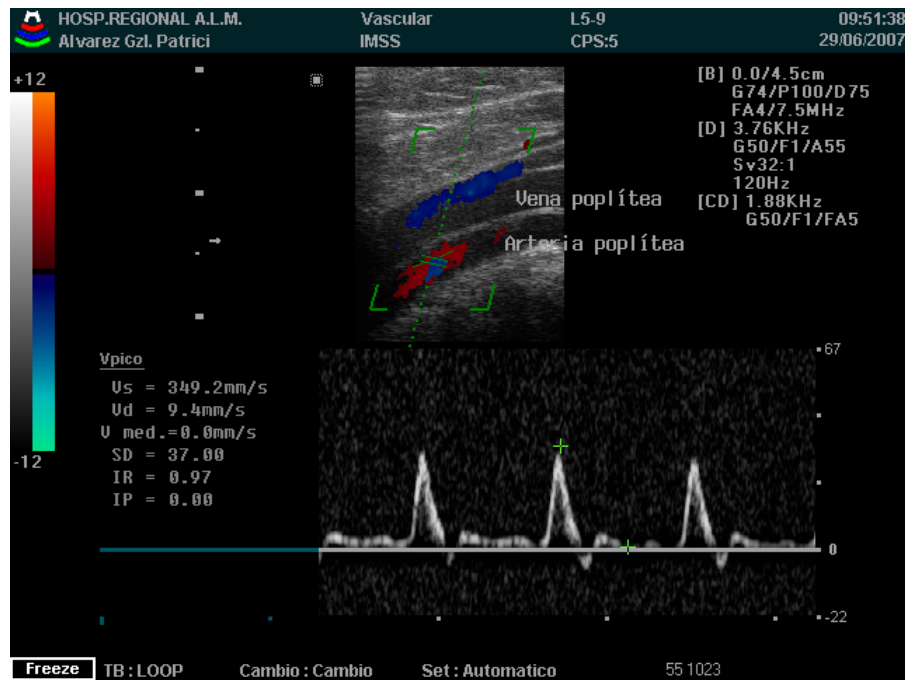 HOSP.REGIONAL A.L.M. Vascular L5-9 09:51:38
Alvarez Gzl. Patrici IMSS CPS:5 29/06/2007
+12
-12
[B] 0.0/4.5cm
G74/P100/D75
FA4/7.5MHz
[D] 3.76KHz
G50/F1/A55
Sv32:1
120Hz
[CD] 1.88KHz
G50/F1/FA5
Vena poplítea
Arteria poplítea
Vpico
Vs = 349.2mm/s
Vd = 9.4mm/s
V med.=0.0mm/s
SD = 37.00
IR = 0.97
IP = 0.00
67
0
-22
Freeze TB : LOOP Cambio : Cambio Set : Automatico 55 1023